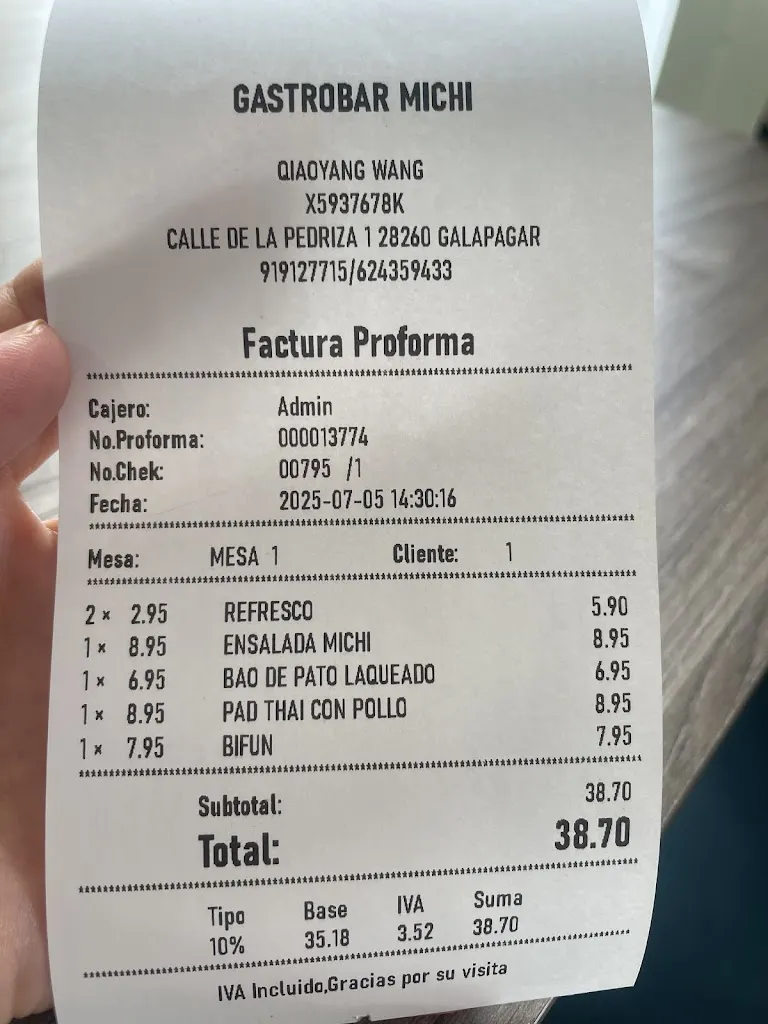 GASTROBAR MICHI
QIAOYANG WANG
X5937678K
CALLE DE LA PEDRIZA 1 28260 GALAPAGAR
919127715/624359433
Factura Proforma
Cajero: Admin
No.Proforma: 000013774
No.Chek: 00795 /1
Fecha: 2025-07-05 14:30:16
Mesa: MESA 1 Cliente: 1
2 × 2.95 REFRESCO 5.90
1 × 8.95 ENSALADA MICHI 8.95
1 × 6.95 BAO DE PATO LAQUEADO 6.95
1 × 8.95 PAD THAI CON POLLO 8.95
1 × 7.95 BIFUN 7.95
Subtotal: 38.70
Total: 38.70
Tipo Base IVA Suma
10% 35.18 3.52 38.70
IVA Incluido,Gracias por su visita